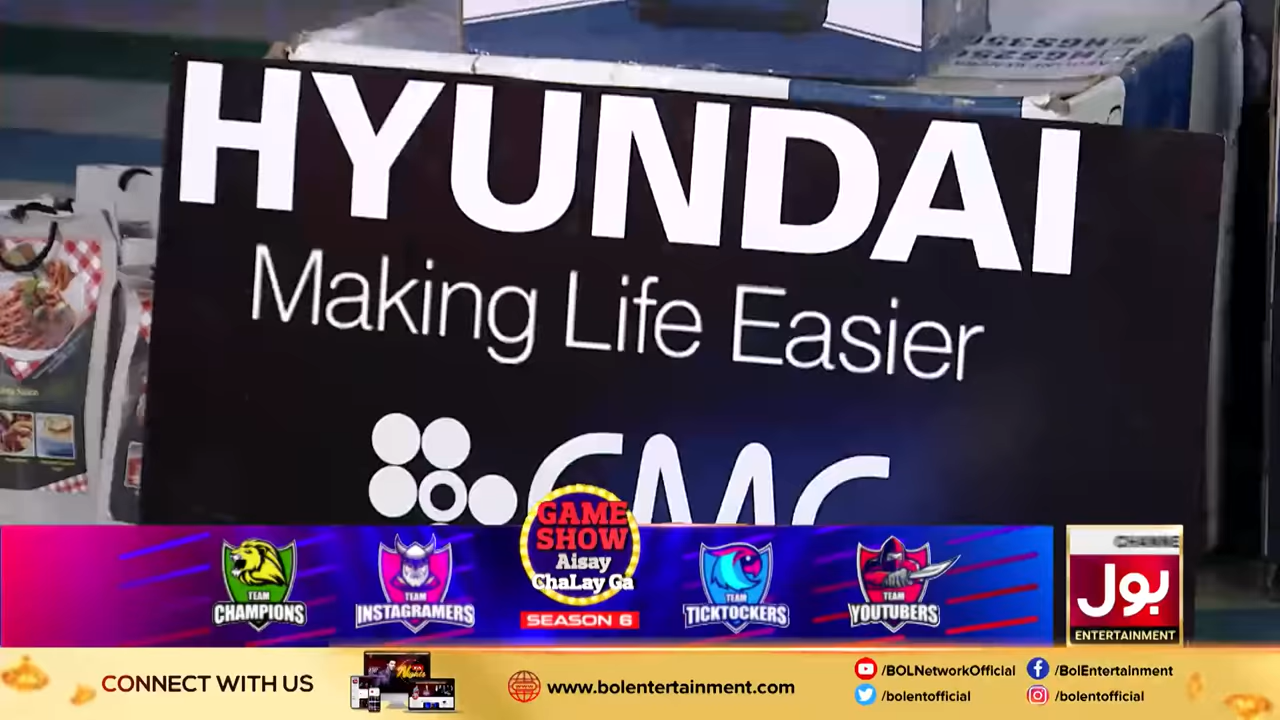 HYUNDAI
Making Life Easier
GAME
SHOW
Aisay
ChaLay Ga
SEASON 6
TEAM
CHAMPIONS
TEAM
INSTAGRAMERS
TEAM
TICKTOCKERS
TEAM
YOUTUBERS
بول
ENTERTAINMENT
CONNECT WITH US
www.bolentertainment.com
/BOLNetworkOfficial
/BolEntertainment
/bolentofficial
/bolentofficial